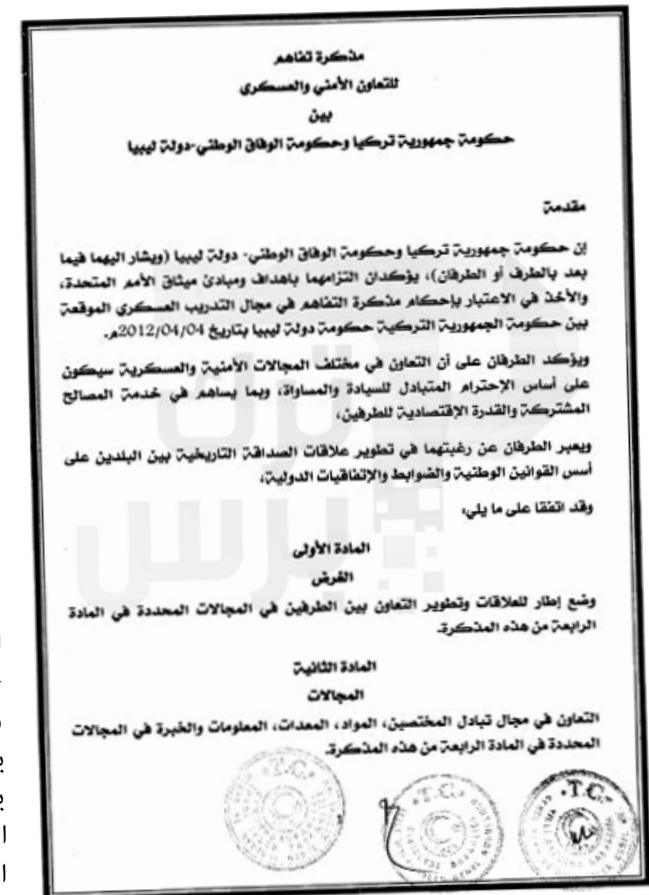 مذكرة تفاهم
للتعاون الأمني والعسكري
بين
حكومة جمهورية تركيا وحكومة الوفاق الوطني-دولة ليبيا
مقدمة
إن حكومة جمهورية تركيا وحكومة الوفاق الوطني- دولة ليبيا (ويشار اليهما فيما
بعد بالطرف أو الطرفان)، يؤكدان التزامهما باهداف ومبادئ ميثاق الأمم المتحدة،
والأخذ في الاعتبار بإحكام مذكرة التفاهم في مجال التدريب العسكري الموقعة
بين حكومة الجمهورية التركية حكومة دولة ليبيا بتاريخ 2012/04/04م.
ويؤكد الطرفان على أن التعاون في مختلف المجالات الأمنية والعسكرية سيكون
على أساس الإحترام المتبادل للسيادة والمساواة، وبما يساهم في خدمة المصالح
المشتركة والقدرة الإقتصادية للطرفين،
ويعبر الطرفان عن رغبتهما في تطوير علاقات الصداقة التاريخية بين البلدين على
أسس القوانين الوطنية والضوابط والإتفاقيات الدولية،
وقد اتفقا على ما يلي،
المادة الأولى
الغرض
وضع إطار للعلاقات وتطوير التعاون بين الطرفين في المجالات المحددة في المادة
الرابعة من هذه المذكرة.
المادة الثانية
المجالات
التعاون في مجال تبادل المختصين، المواد، المعدات، المعلومات والخبرة في المجالات
المحددة في المادة الرابعة من هذه المذكرة.
ترك
برس
T.C.
T.C.
T.C.